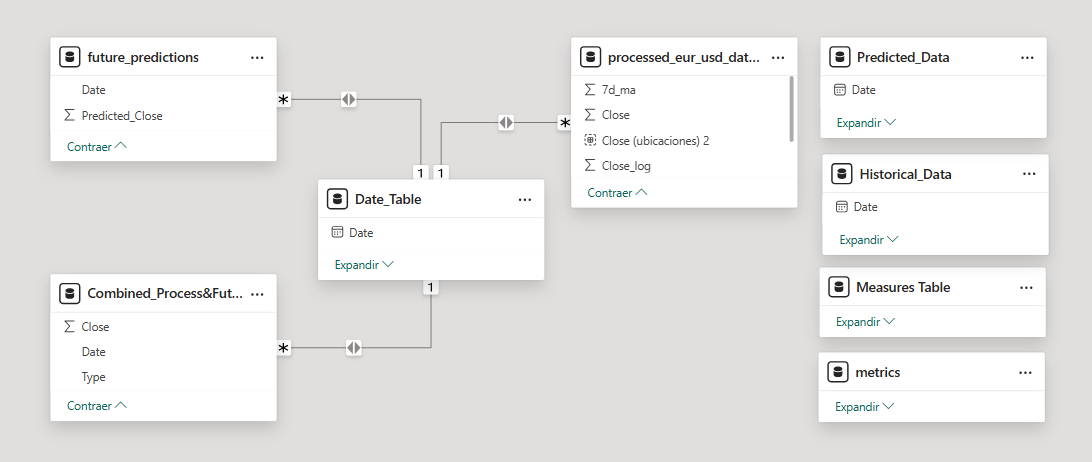 future_predictions ...
Date
Predicted_Close
Contraer
*
1
processed_eur_usd_dat... ...
7d_ma
Close
Close (ubicaciones) 2
Close_log
Contraer
*
1
Date_Table ...
Date
Expandir
1
Combined_Process&Fut... ...
Close
Date
Type
Contraer
*
Predicted_Data ...
Date
Expandir
Historical_Data ...
Date
Expandir
Measures Table ...
Expandir
metrics ...
Expandir